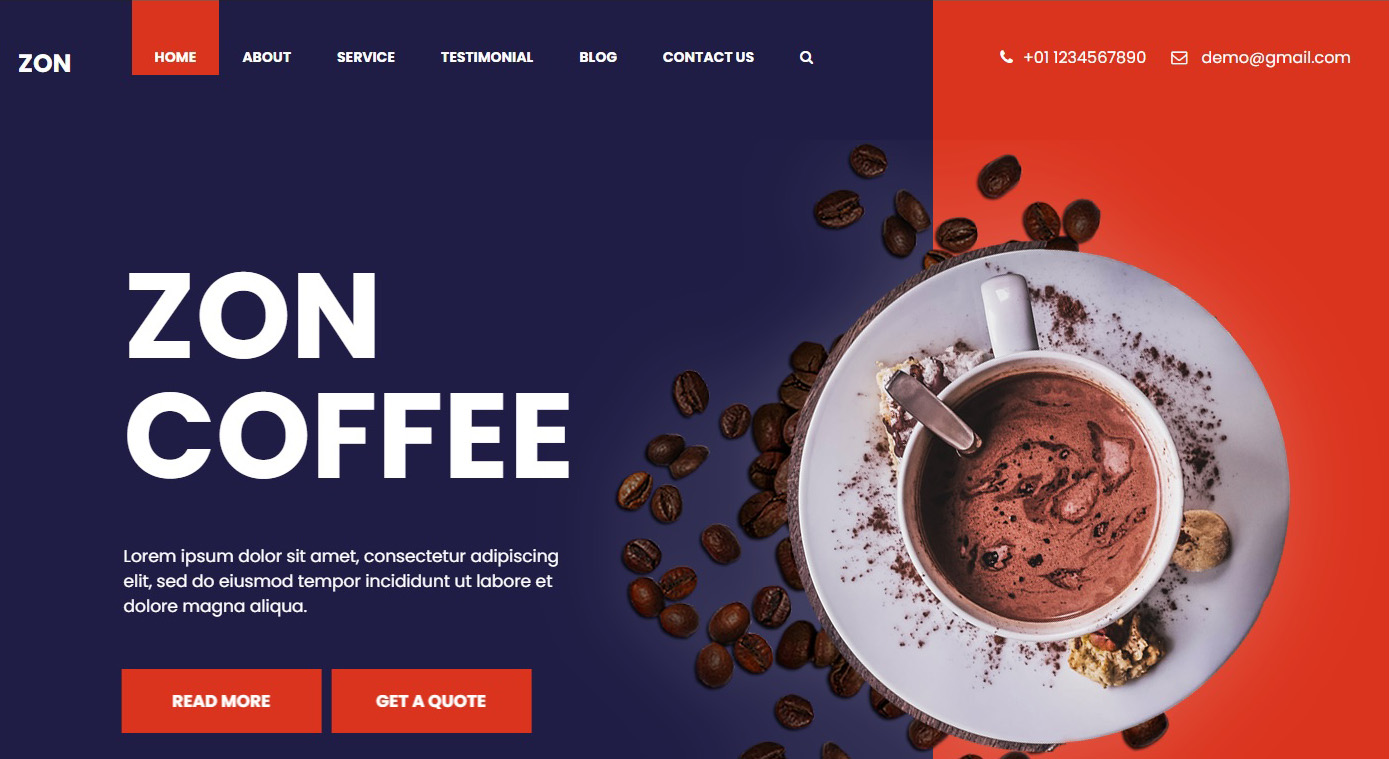 ZON
HOME ABOUT SERVICE TESTIMONIAL BLOG CONTACT US
+01 1234567890 demo@gmail.com
ZON
COFFEE
Lorem ipsum dolor sit amet, consectetur adipiscing
elit, sed do eiusmod tempor incididunt ut labore et
dolore magna aliqua.
READ MORE GET A QUOTE